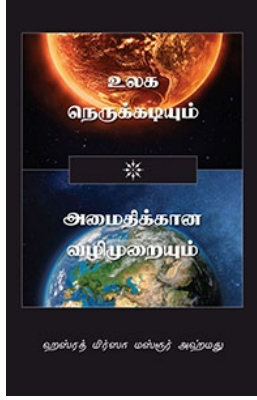 உலக
நெருக்கடியும்
அமைதிக்கான
வழிமுறையும்
ஹஸ்ரத் மிர்ஸா மஸ்ரூர் அஹ்மது